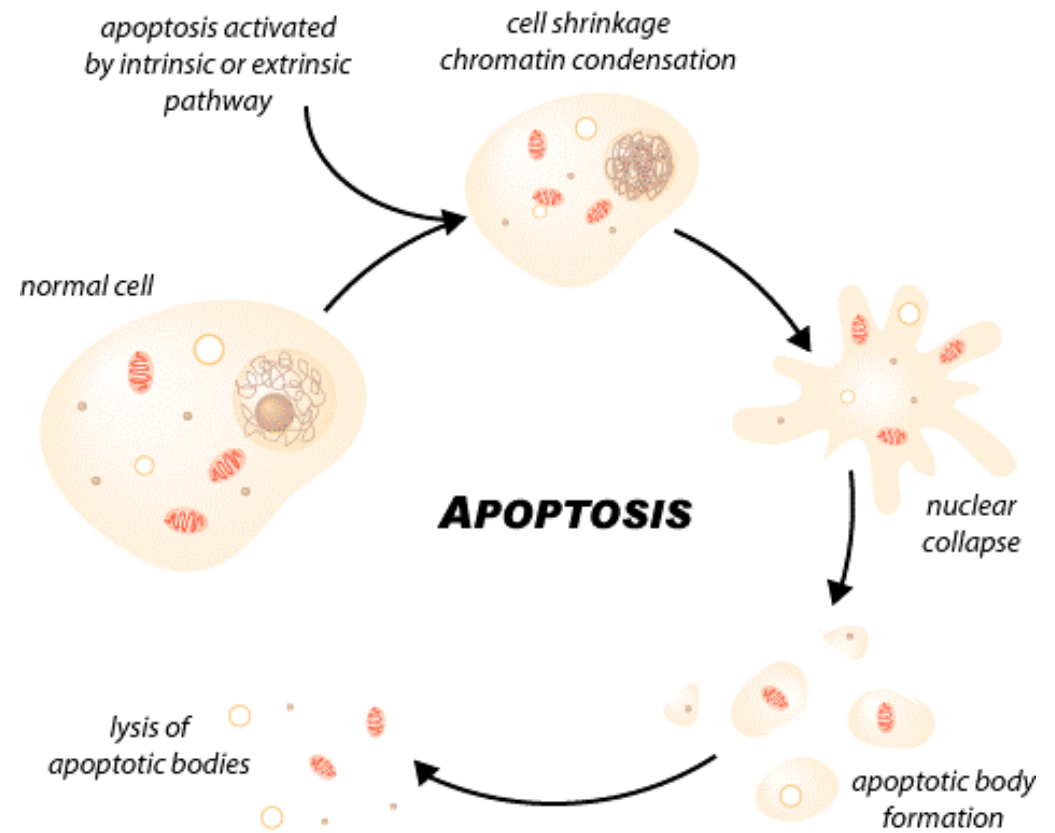 apoptosis activated
by intrinsic or extrinsic
pathway
cell shrinkage
chromatin condensation
normal cell
APOPTOSIS
nuclear
collapse
lysis of
apoptotic bodies
apoptotic body
formation